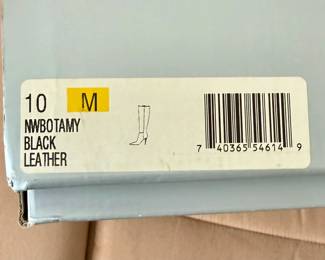 10 M
NWBOTAMY
BLACK
LEATHER
7 40365 54614 9